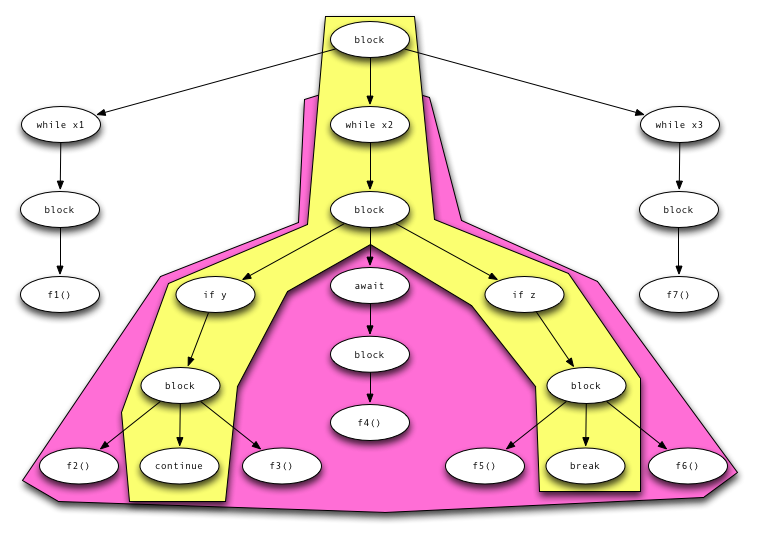 block
while x1
while x2
while x3
block
block
block
f1()
if y
await
if z
f7()
block
block
block
f4()
f2()
continue
f3()
f5()
break
f6()